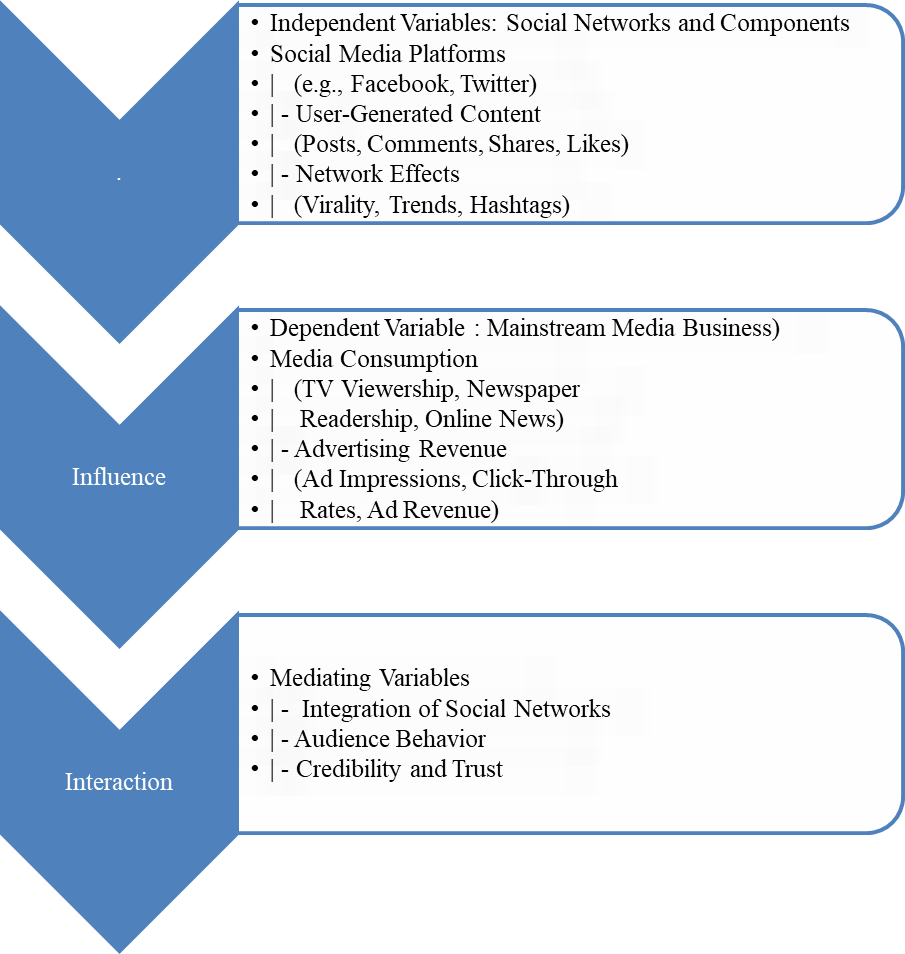 .
• Independent Variables: Social Networks and Components
• Social Media Platforms
• | (e.g., Facebook, Twitter)
• | - User-Generated Content
• | (Posts, Comments, Shares, Likes)
• | - Network Effects
• | (Virality, Trends, Hashtags)
Influence
• Dependent Variable : Mainstream Media Business)
• Media Consumption
• | (TV Viewership, Newspaper
• | Readership, Online News)
• | - Advertising Revenue
• | (Ad Impressions, Click-Through
• | Rates, Ad Revenue)
Interaction
• Mediating Variables
• | - Integration of Social Networks
• | - Audience Behavior
• | - Credibility and Trust